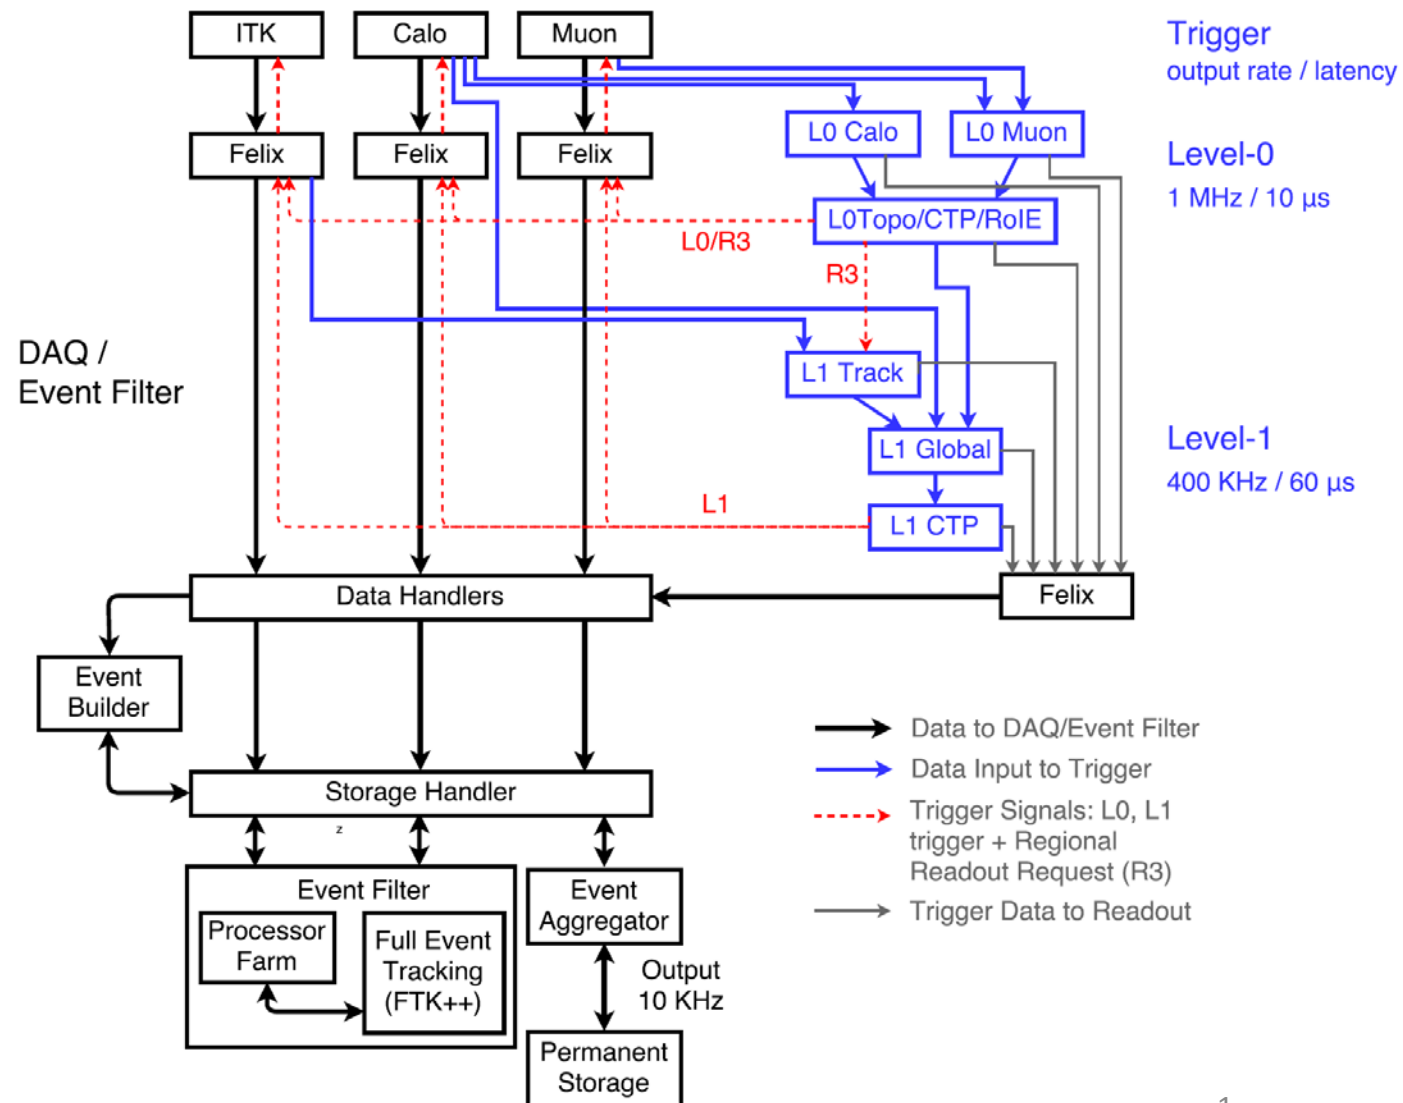 ITK
Calo
Muon
Trigger
output rate / latency
L0 Calo
L0 Muon
Felix
Felix
Felix
Level-0
1 MHz / 10 µs
L0Topo/CTP/RoIE
L0/R3
R3
DAQ /
Event Filter
L1 Track
Level-1
400 KHz / 60 µs
L1 Global
L1
L1 CTP
Data Handlers
Felix
Event
Builder
Data to DAQ/Event Filter
Data Input to Trigger
Trigger Signals: L0, L1
trigger + Regional
Readout Request (R3)
Trigger Data to Readout
Storage Handler
z
Event Filter
Processor
Farm
Full Event
Tracking
(FTK++)
Event
Aggregator
Output
10 KHz
Permanent
Storage
1